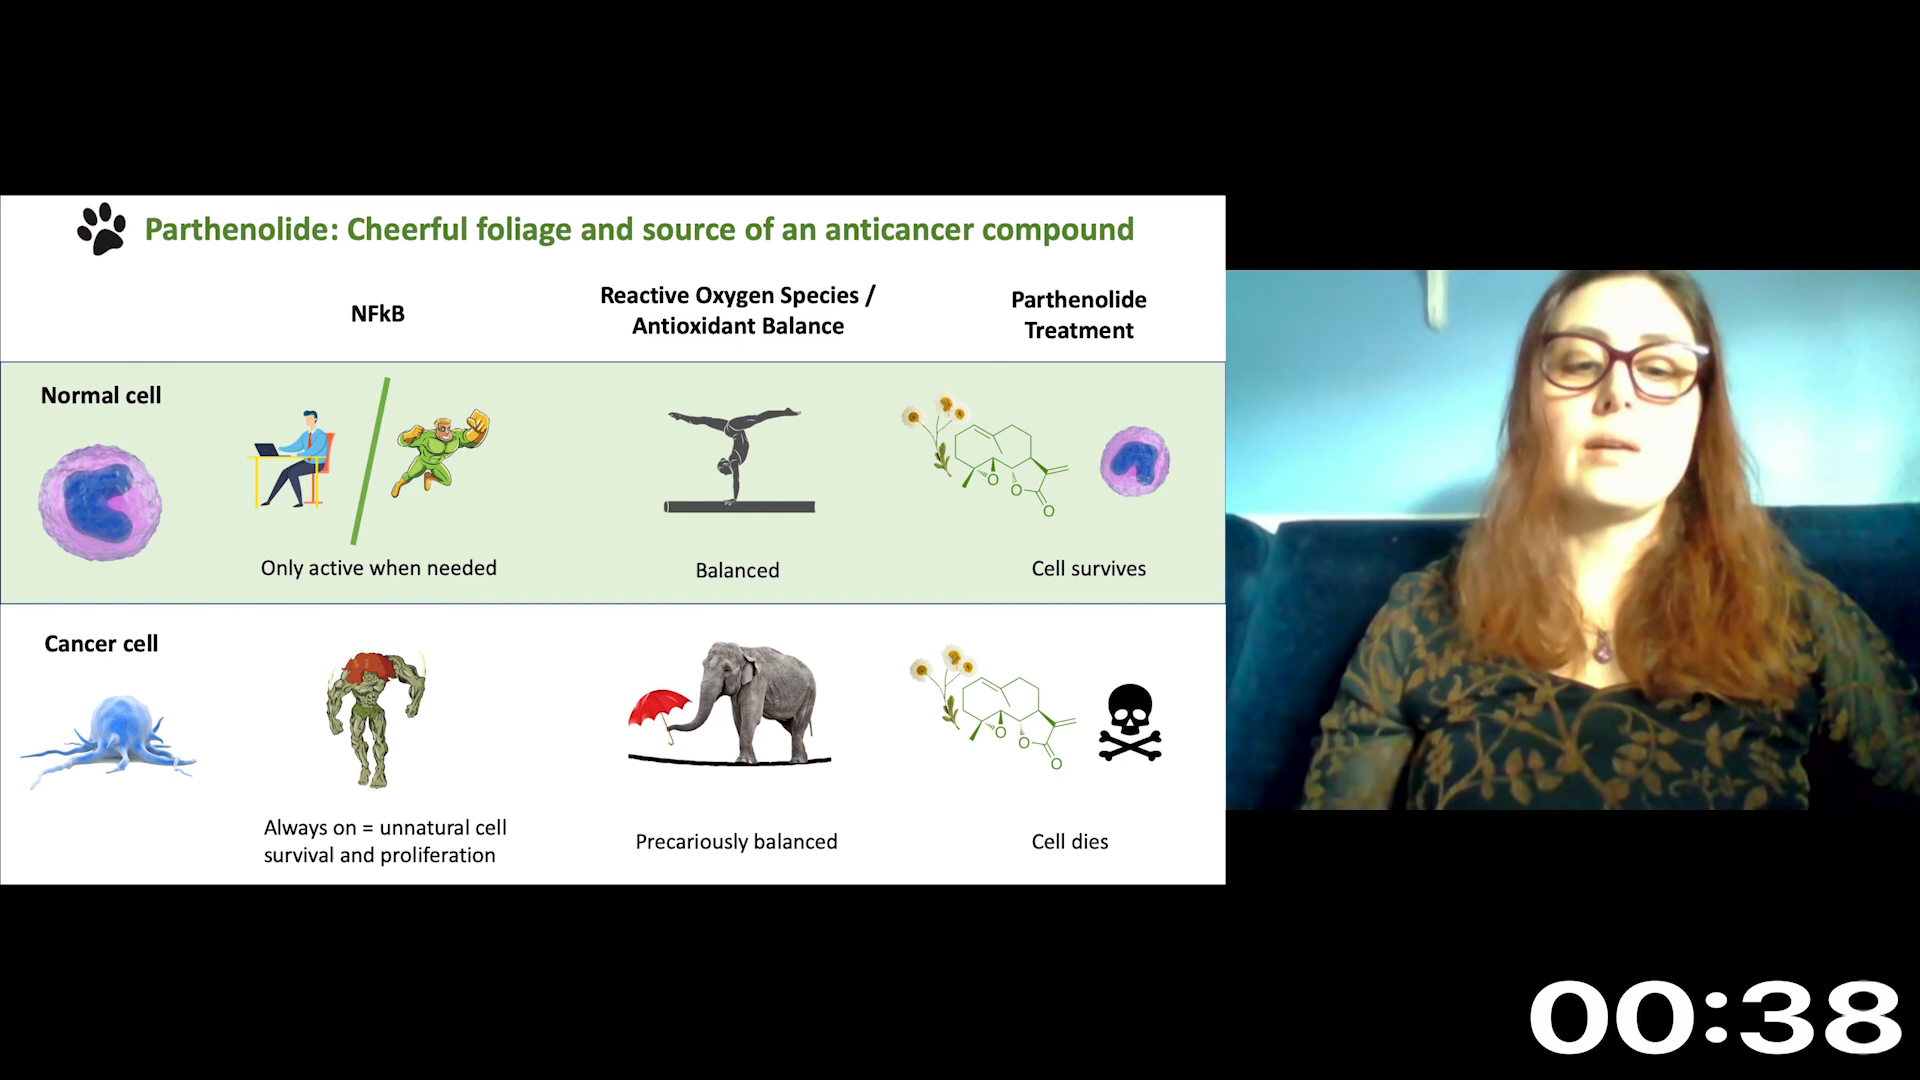 Parthenolide: Cheerful foliage and source of an anticancer compound
NFkB
Reactive Oxygen Species /
Antioxidant Balance
Parthenolide
Treatment
Normal cell
O
O
O
Only active when needed
Balanced
Cell survives
Cancer cell
O
O
O
Always on = unnatural cell
survival and proliferation
Precariously balanced
Cell dies
00:38